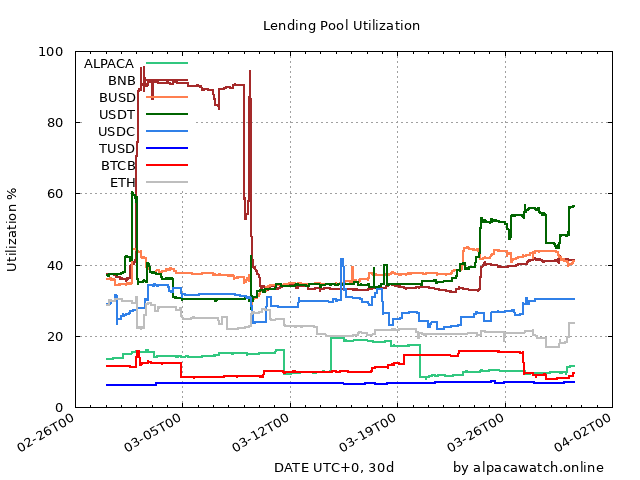 Lending Pool Utilization
Utilization %
100
80
60
40
20
0
ALPACA
BNB
BUSD
USDT
USDC
TUSD
BTCB
ETH
02-26T00
03-05T00
03-12T00
03-19T00
03-26T00
04-02T00
DATE UTC+0, 30d
by alpacawatch.online